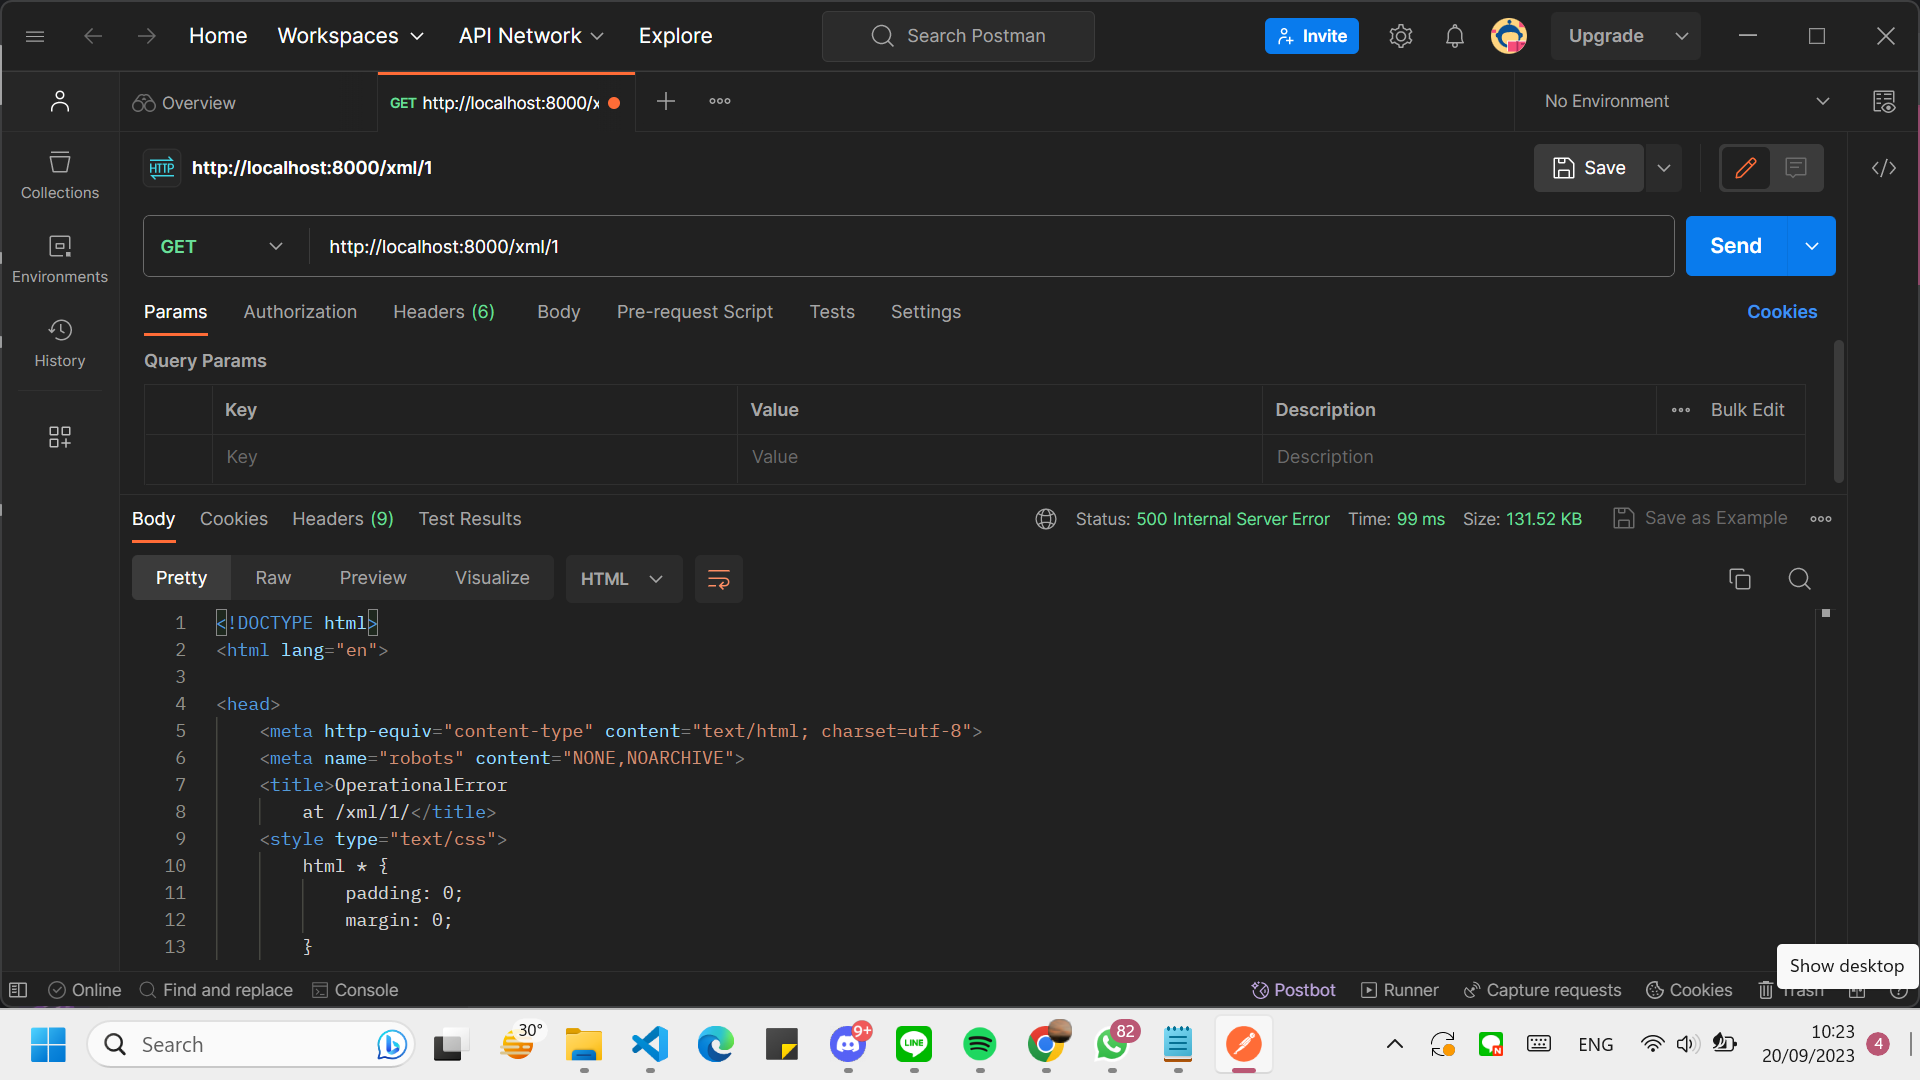 Home
Workspaces
API Network
Explore
Search Postman
Invite
Upgrade
Overview
GET http://localhost:8000/x
No Environment
HTTP
http://localhost:8000/xml/1
Save
Collections
Environments
History
GET
http://localhost:8000/xml/1
Send
Params
Authorization
Headers (6)
Body
Pre-request Script
Tests
Settings
Cookies
Query Params
Key
Value
Description
Bulk Edit
Key
Value
Description
Body
Cookies
Headers (9)
Test Results
Status: 500 Internal Server Error
Time: 99 ms
Size: 131.52 KB
Save as Example
Pretty
Raw
Preview
Visualize
HTML
1 <!DOCTYPE html>
2 <html lang="en">
3
4 <head>
5 <meta http-equiv="content-type" content="text/html; charset=utf-8">
6 <meta name="robots" content="NONE,NOARCHIVE">
7 <title>OperationalError
8 at /xml/1/</title>
9 <style type="text/css">
10 html * {
11 padding: 0;
12 margin: 0;
13 }
Show desktop
Online
Find and replace
Console
Postbot
Runner
Capture requests
Cookies
Trash
Search
30°
9+
LINE
82
ENG
10:23
20/09/2023
4